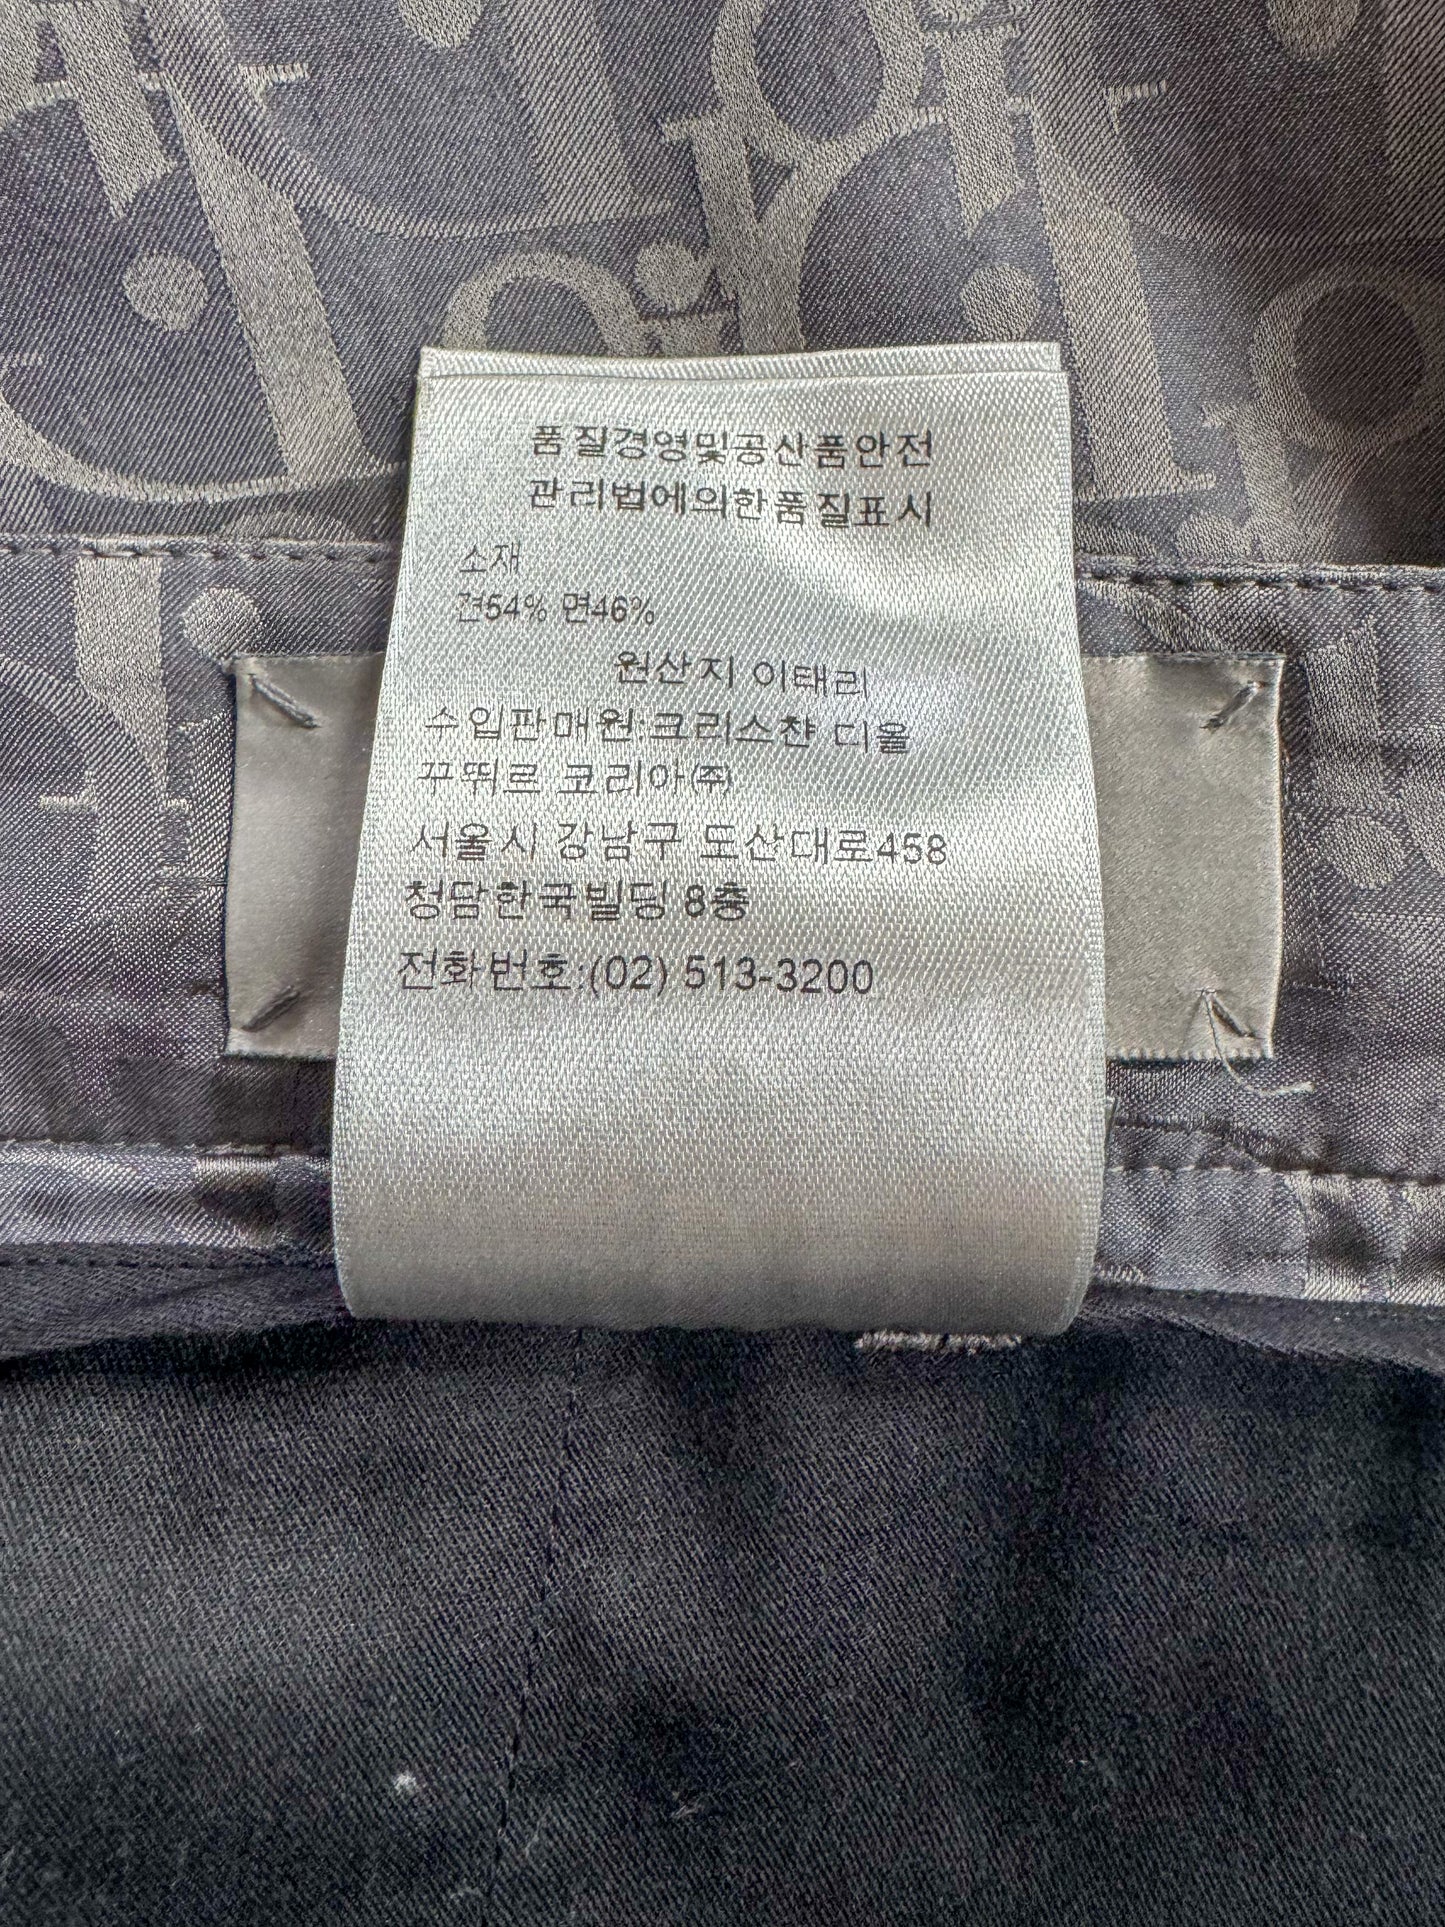 품질경영및공산품안전
관리법에의한품질표시
소재
견54% 면46%
원산지 이태리
수입판매원:크리스챤 디올
꾸뛰르 코리아(주)
서울시 강남구 도산대로458
청담한국빌딩 8층
전화번호:(02) 513-3200